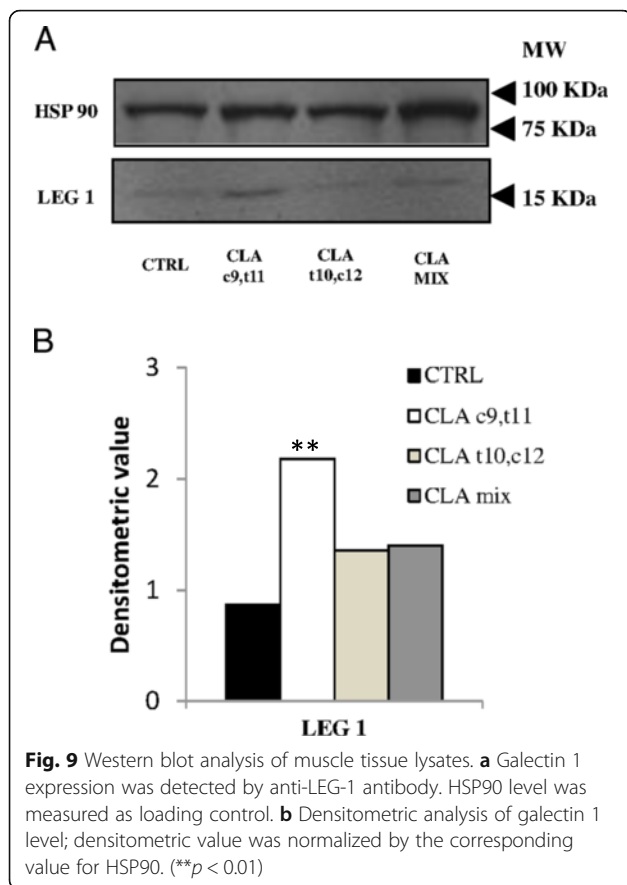 A
MW
HSP 90
100 KDa
75 KDa
LEG 1
15 KDa
CTRL CLA c9,t11 CLA t10,c12 CLA MIX
B
3
2
1
0
Densitometric value
**
CTRL
CLA c9,t11
CLA t10,c12
CLA mix
LEG 1
Fig. 9 Western blot analysis of muscle tissue lysates. a Galectin 1
expression was detected by anti-LEG-1 antibody. HSP90 level was
measured as loading control. b Densitometric analysis of galectin 1
level; densitometric value was normalized by the corresponding
value for HSP90. (**p < 0.01)